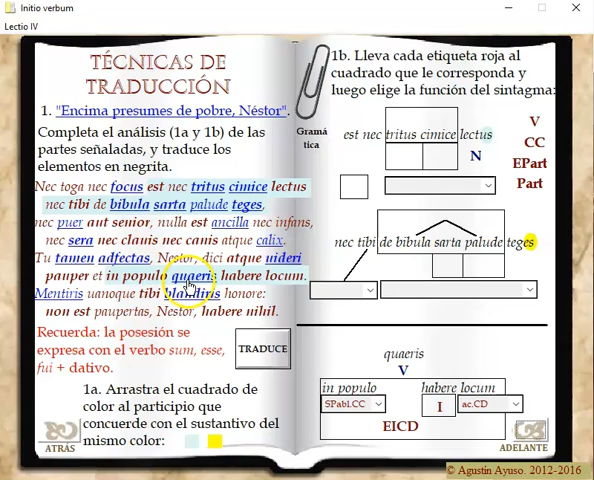 Initio verbum
Lectio IV
TÉCNICAS DE
TRADUCCIÓN
1. "Encima presumes de pobre, Néstor".
Completa el análisis (1a y 1b) de las
partes señaladas, y traduce los
elementos en negrita.
Nec toga nec focus est nec tritus cimice lectus
nec tibi de bibula sarta palude teges,
nec puer aut senior, nulla est ancilla nec infans,
nec sera nec clauis nec canis atque calix.
Tu tamen adfectas, Nestor, dici atque uideri
pauper et in populo quaeris habere locum.
Mentiris uanoque tibi blandiris honore:
non est paupertas, Nestor, habere nihil.
Recuerda: la posesión se
expresa con el verbo sum, esse,
fui + dativo.
TRADUCE
1a. Arrastra el cuadrado de
color al participio que
concuerde con el sustantivo del
mismo color:
ATRÁS
Gramá
tica
1b. Lleva cada etiqueta roja al
cuadrado que le corresponda y
luego elige la función del sintagma:
est nec tritus cimice lectus
N
V
CC
EPart
Part
nec tibi de bibula sarta palude teges
quaeris
V
in populo habere locum
SPabl.CC I ac.CD
EICD
ADELANTE
© Agustín Ayuso. 2012-2016